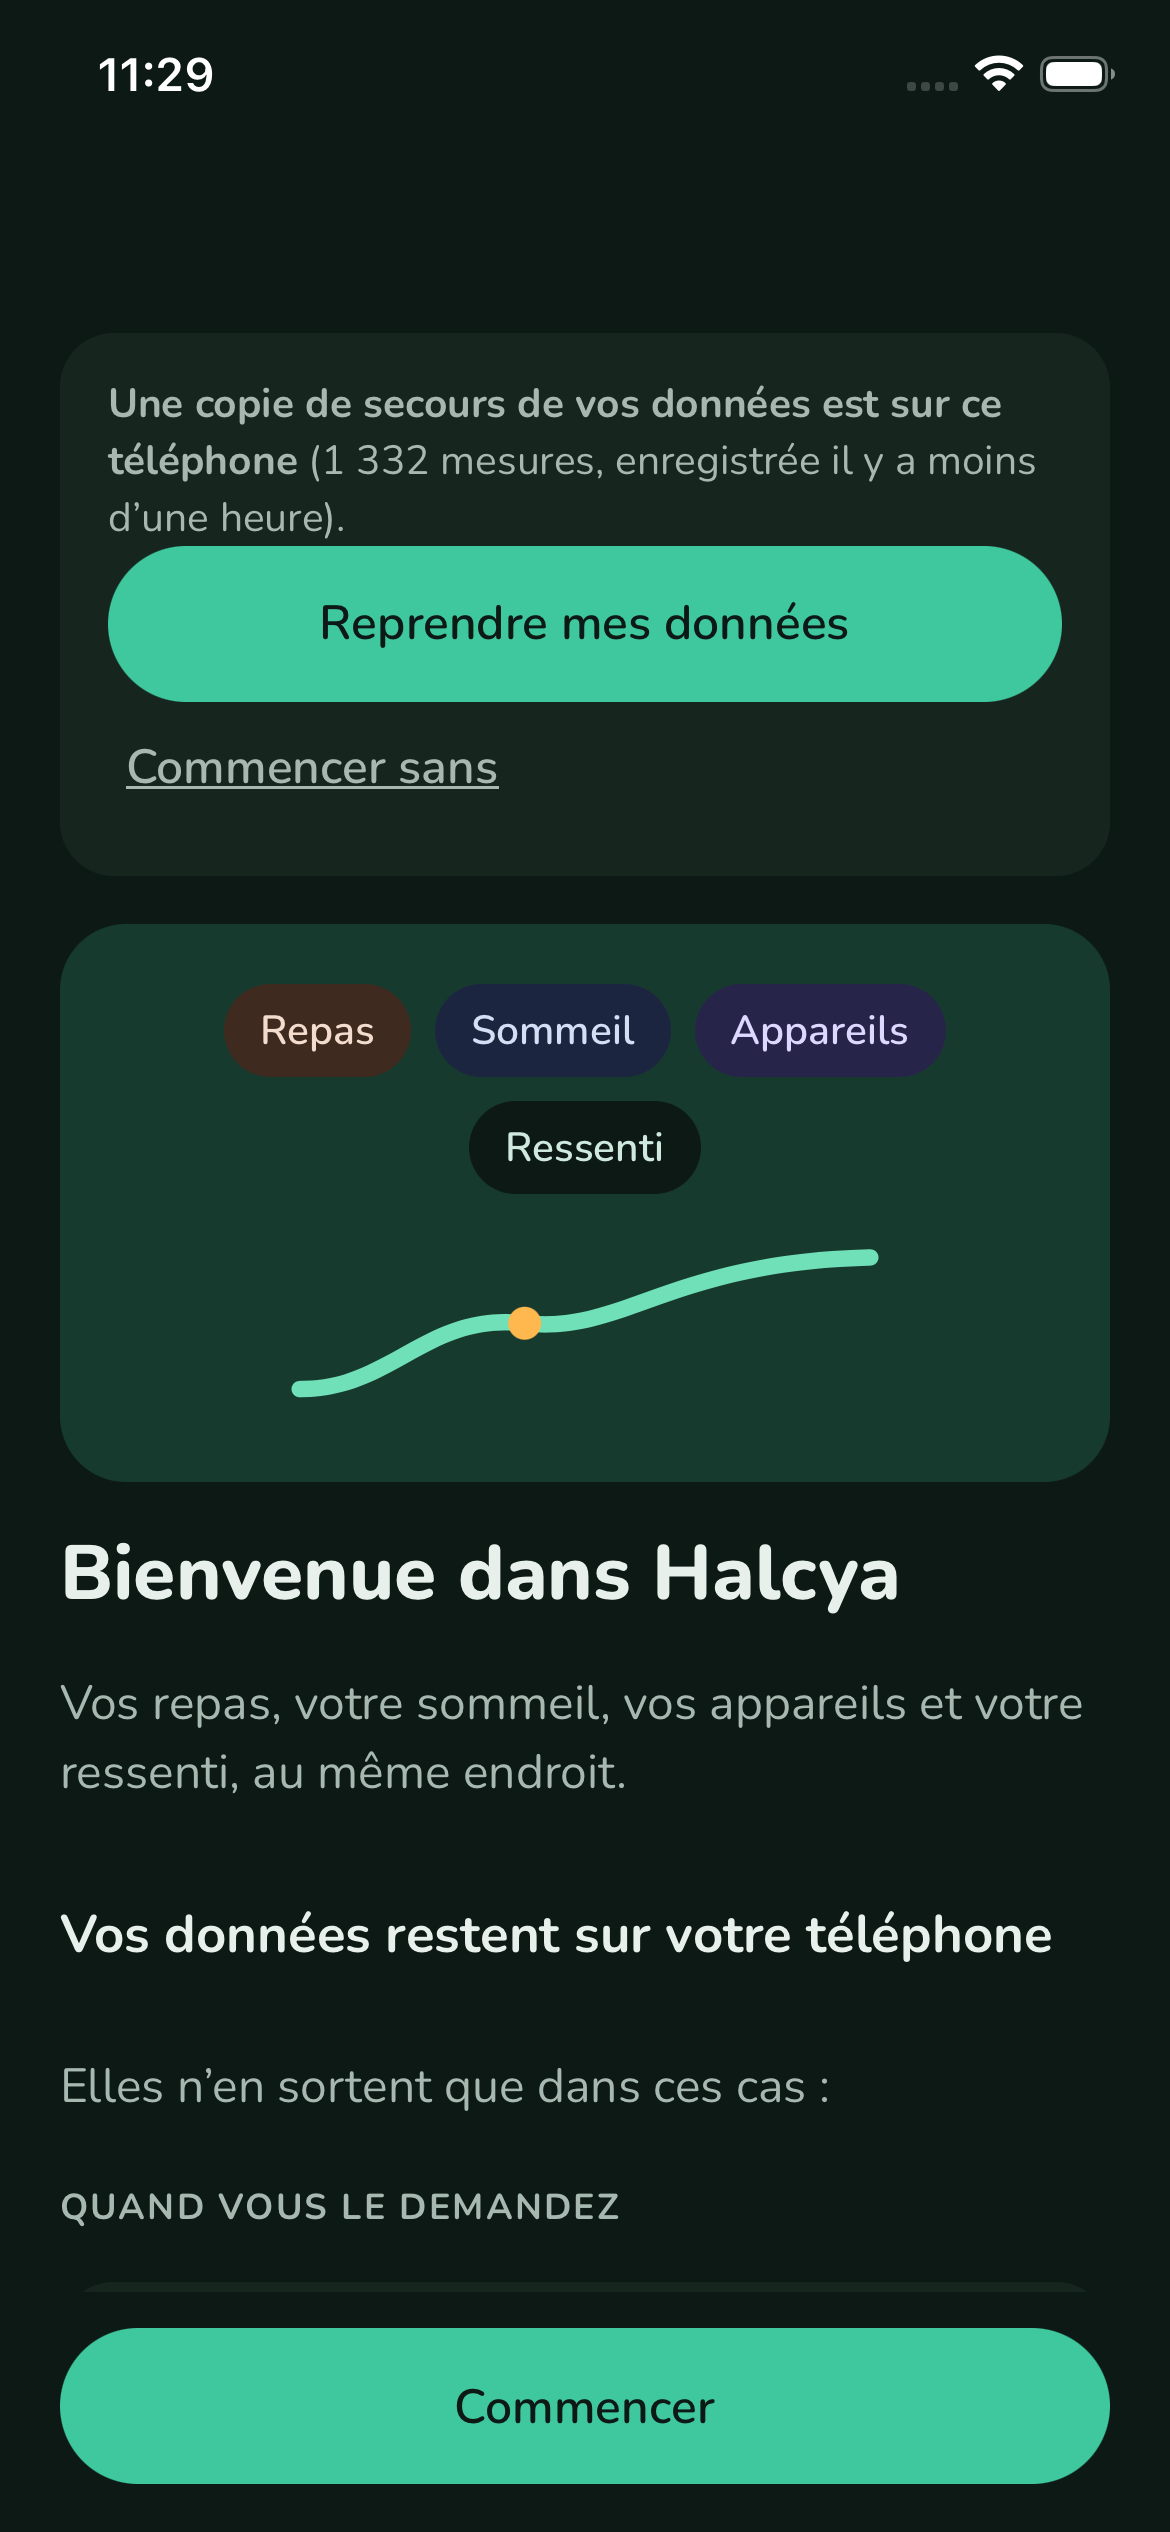 11:29
Une copie de secours de vos données est sur ce
téléphone (1 332 mesures, enregistrée il y a moins
d’une heure).
Reprendre mes données
Commencer sans
Repas Sommeil Appareils
Ressenti
Bienvenue dans Halcya
Vos repas, votre sommeil, vos appareils et votre
ressenti, au même endroit.
Vos données restent sur votre téléphone
Elles n’en sortent que dans ces cas :
QUAND VOUS LE DEMANDEZ
Commencer